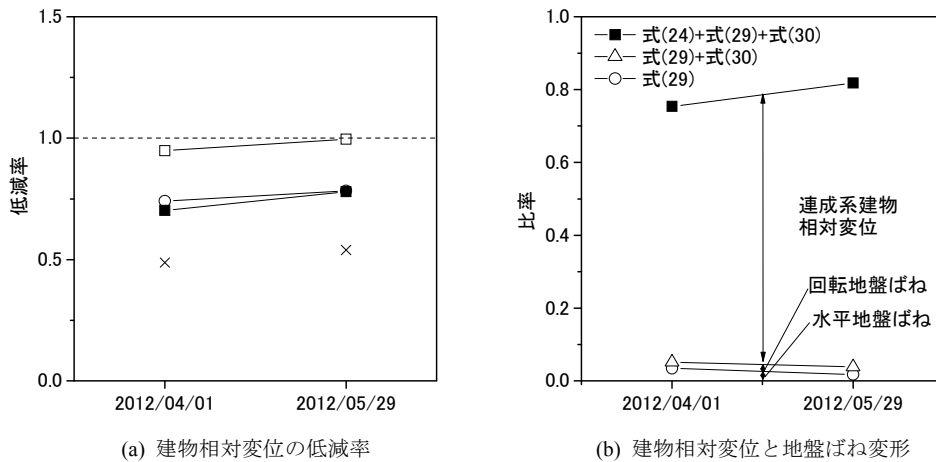 1.5
1.0
0.5
0.0
低減率
2012/04/01
2012/05/29
(a) 建物相対変位の低減率
1.0
0.8
0.6
0.4
0.2
0.0
比率
式(24)+式(29)+式(30)
式(29)+式(30)
式(29)
連成系建物
相対変位
回転地盤ばね
水平地盤ばね
2012/04/01
2012/05/29
(b) 建物相対変位と地盤ばね変形